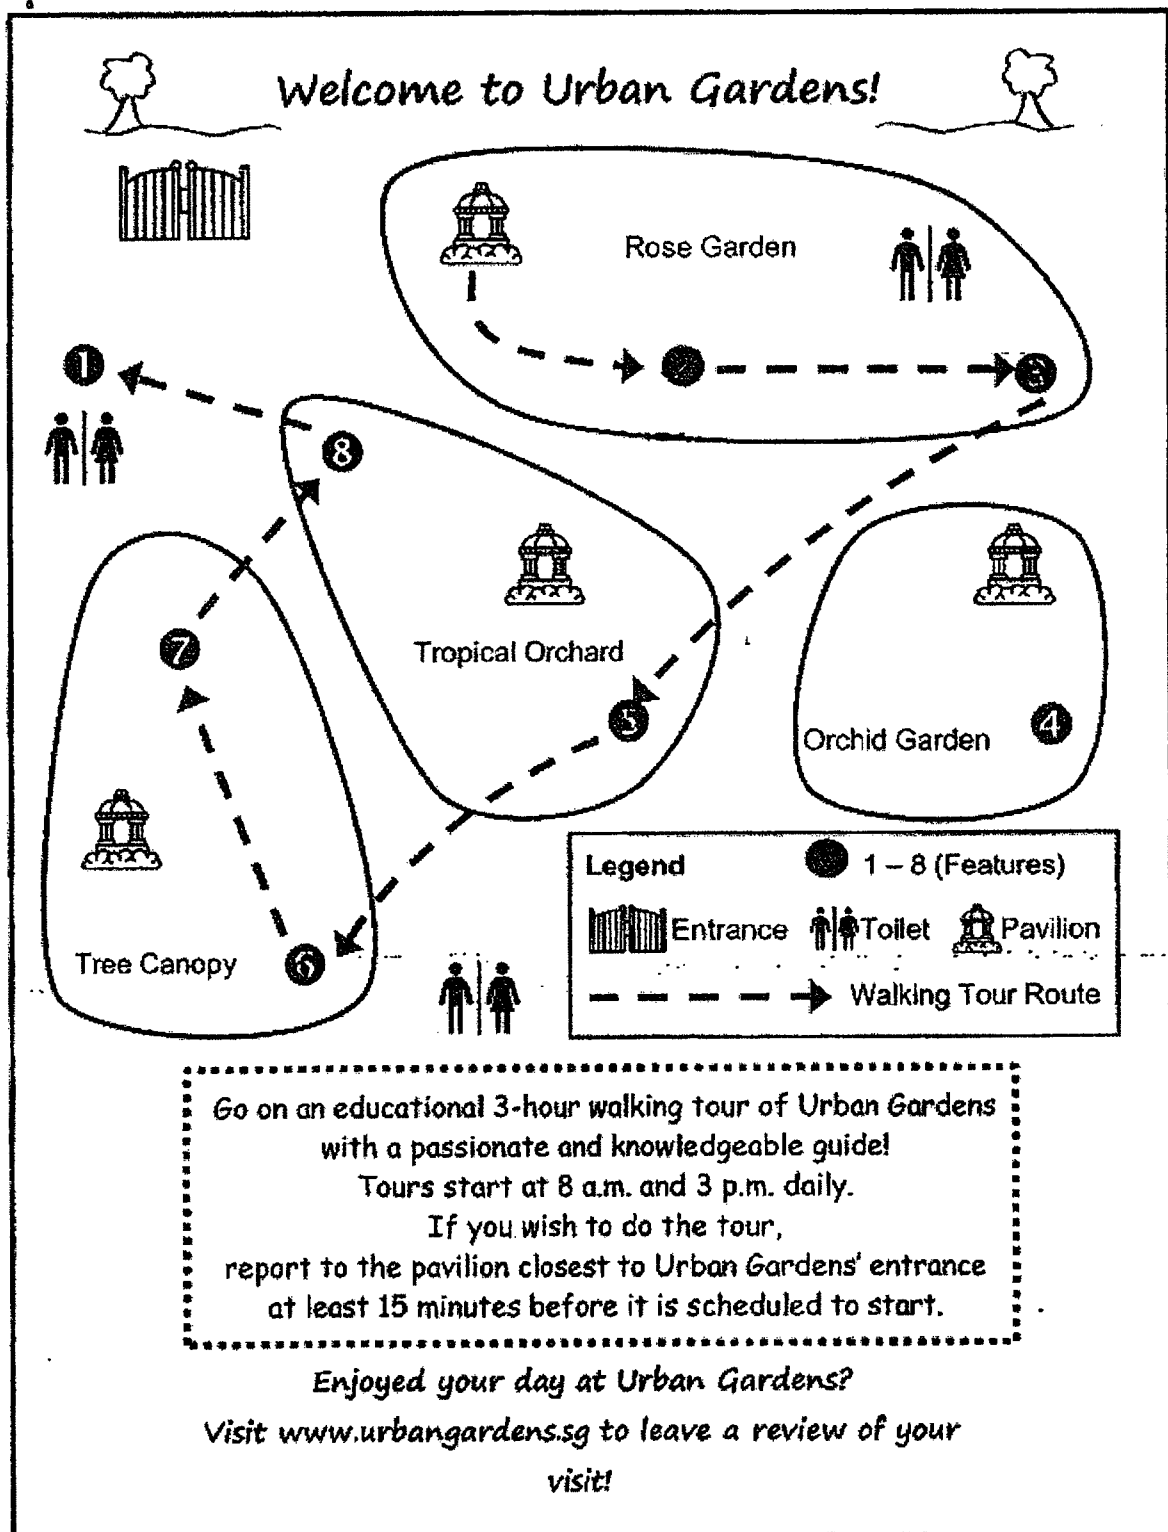 Welcome to Urban Gardens!
Rose Garden
1
2
3
8
7
Tropical Orchard
5
Orchid Garden
4
Tree Canopy
6
Legend
1 – 8 (Features)
Entrance
Toilet
Pavilion
Walking Tour Route
Go on an educational 3-hour walking tour of Urban Gardens
with a passionate and knowledgeable guide!
Tours start at 8 a.m. and 3 p.m. daily.
If you wish to do the tour,
report to the pavilion closest to Urban Gardens' entrance
at least 15 minutes before it is scheduled to start.
Enjoyed your day at Urban Gardens?
Visit www.urbangardens.sg to leave a review of your
visit!